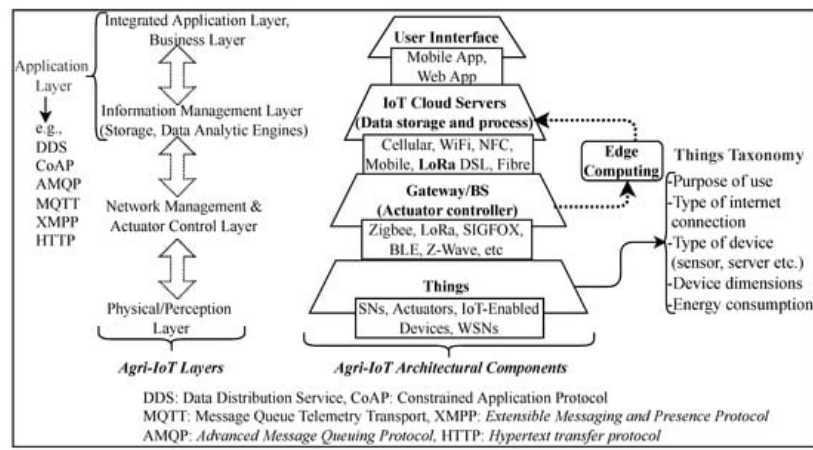 Integrated Application Layer,
Business Layer
Application
Layer
e.g.,
DDS
CoAP
AMQP
MQTT
XMPP
HTTP
Information Management Layer
(Storage, Data Analytic Engines)
Network Management &
Actuator Control Layer
Physical/Perception
Layer
Agri-IoT Layers
User Innterface
Mobile App,
Web App
IoT Cloud Servers
(Data storage and process)
Cellular, WiFi, NFC,
Mobile, LoRa DSL, Fibre
Gateway/BS
(Actuator controller)
Zigbee, LoRa, SIGFOX,
BLE, Z-Wave, etc
Things
SNs, Actuators, IoT-Enabled
Devices, WSNs
Agri-IoT Architectural Components
Edge
Computing
Things Taxonomy
-Purpose of use
-Type of internet
connection
-Type of device
(sensor, server etc.)
-Device dimensions
-Energy consumption
DDS: Data Distribution Service, CoAP: Constrained Application Protocol
MQTT: Message Queue Telemetry Transport, XMPP: Extensible Messaging and Presence Protocol
AMQP: Advanced Message Queuing Protocol, HTTP: Hypertext transfer protocol